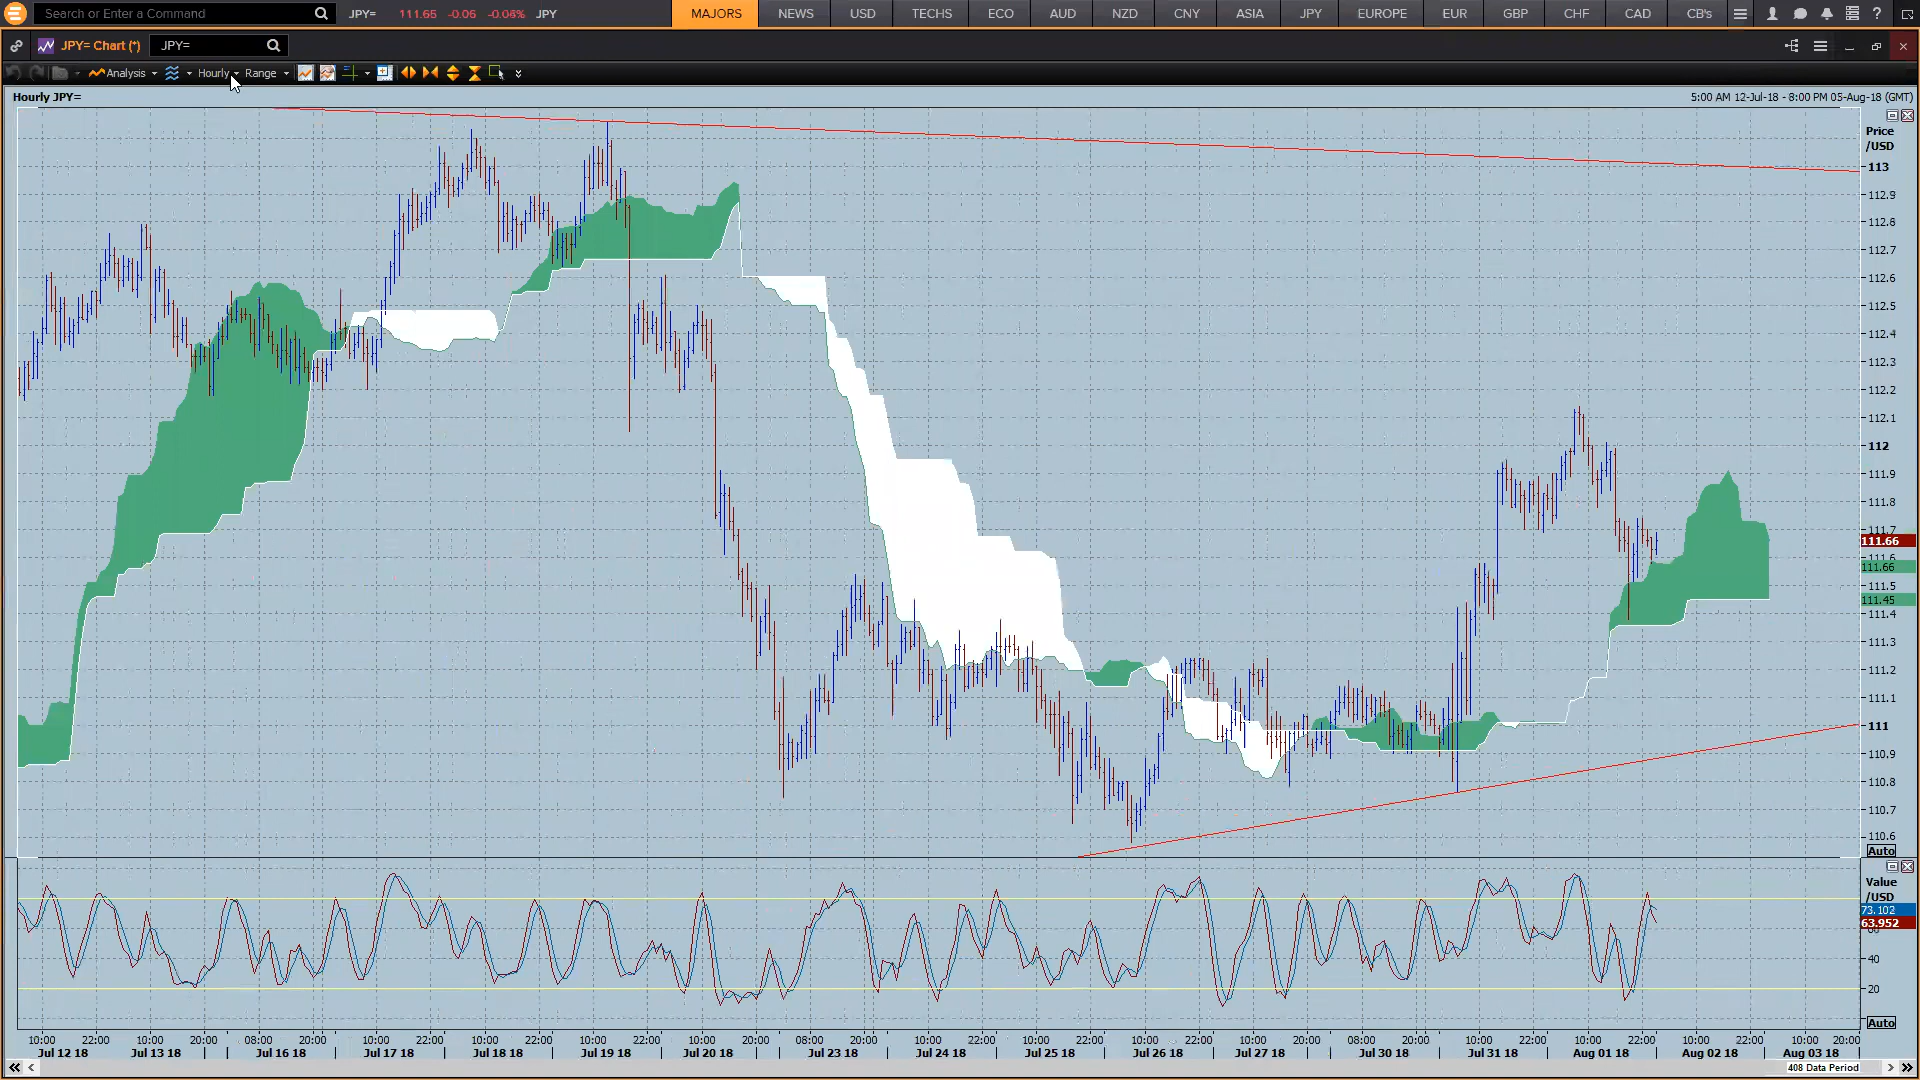 Search or Enter a Command JPY= 111.65 -0.06 -0.06% JPY MAJORS NEWS USD TECHS ECO AUD NZD CNY ASIA JPY EUROPE EUR GBP CHF CAD CB's ?
JPY= Chart (*) JPY=
Analysis Hourly Range
Hourly JPY= 5:00 AM 12-Jul-18 - 8:00 PM 05-Aug-18 (GMT)
Price
/USD
113
112.9
112.8
112.7
112.6
112.5
112.4
112.3
112.2
112.1
112
111.9
111.8
111.7
111.66
111.6
111.66
111.5
111.45
111.4
111.3
111.2
111.1
111
110.9
110.8
110.7
110.6
Auto
Value
/USD
73.102
63.952
60
40
20
Auto
10:00 22:00 10:00 20:00 08:00 20:00 10:00 22:00 10:00 22:00 10:00 22:00 10:00 20:00 08:00 20:00 10:00 22:00 10:00 22:00 10:00 22:00 10:00 20:00 08:00 20:00 10:00 22:00 10:00 22:00 10:00 22:00 10:00 20:00
Jul 12 18 Jul 13 18 Jul 16 18 Jul 17 18 Jul 18 18 Jul 19 18 Jul 20 18 Jul 23 18 Jul 24 18 Jul 25 18 Jul 26 18 Jul 27 18 Jul 30 18 Jul 31 18 Aug 01 18 Aug 02 18 Aug 03 18
408 Data Period